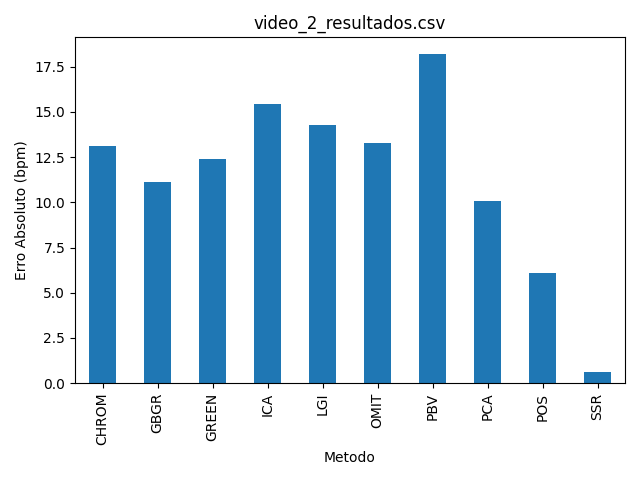 video_2_resultados.csv
17.5
15.0
12.5
10.0
7.5
5.0
2.5
0.0
Erro Absoluto (bpm)
CHROM
GBGR
GREEN
ICA
LGI
OMIT
PBV
PCA
POS
SSR
Metodo